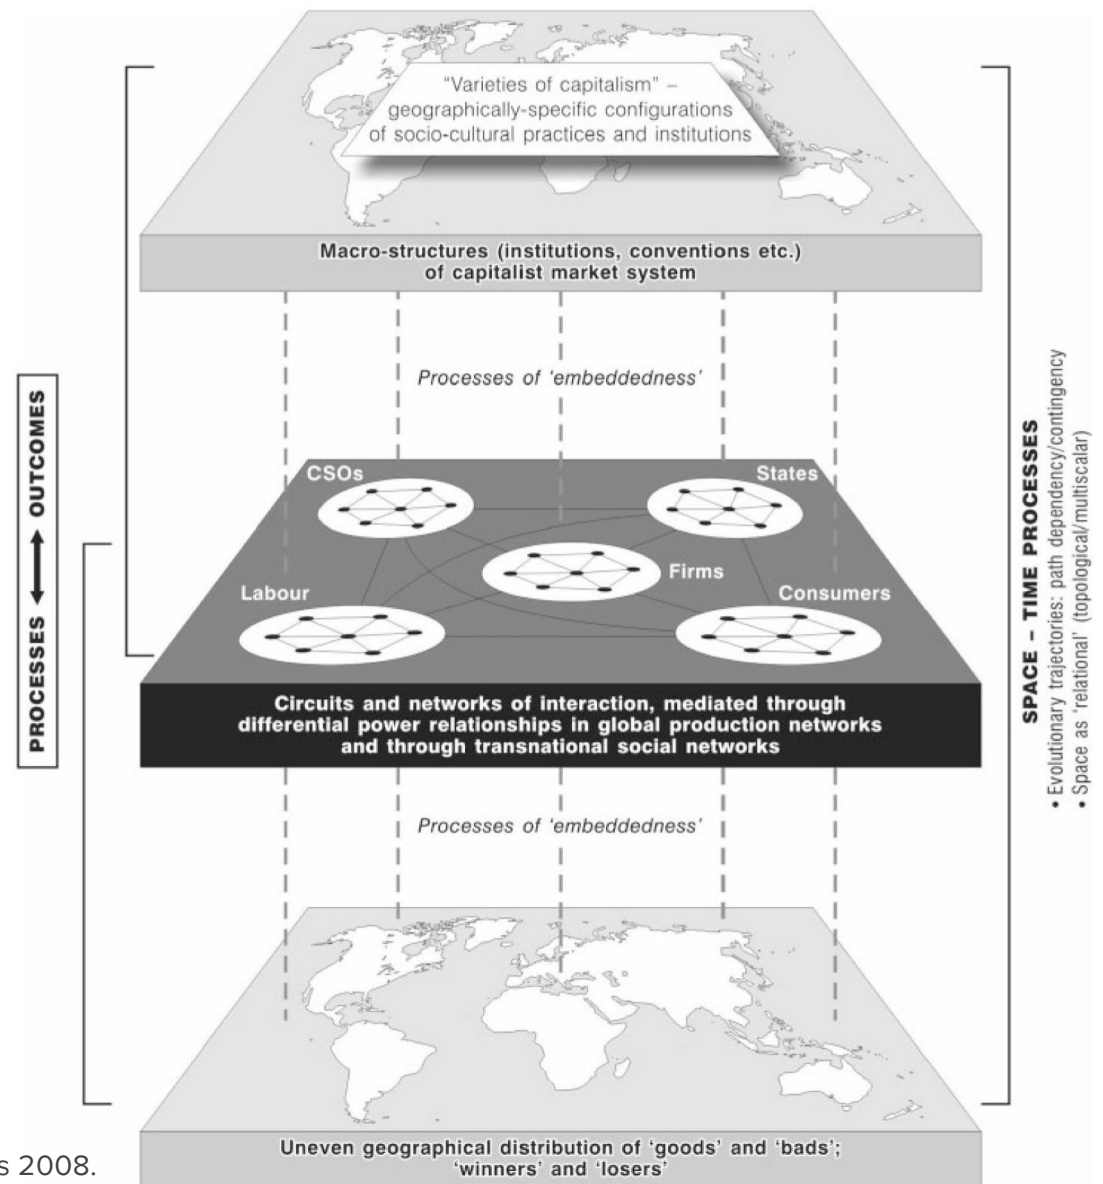 "Varieties of capitalism" –
geographically-specific configurations
of socio-cultural practices and institutions
Macro-structures (institutions, conventions etc.)
of capitalist market system
Processes of 'embeddedness'
PROCESSES ⟷ OUTCOMES
CSOs
States
Firms
Labour
Consumers
Circuits and networks of interaction, mediated through
differential power relationships in global production networks
and through transnational social networks
SPACE – TIME PROCESSES
• Evolutionary trajectories: path dependency/contingency
• Space as 'relational' (topological/multiscalar)
Processes of 'embeddedness'
Uneven geographical distribution of 'goods' and 'bads';
'winners' and 'losers'
s 2008.